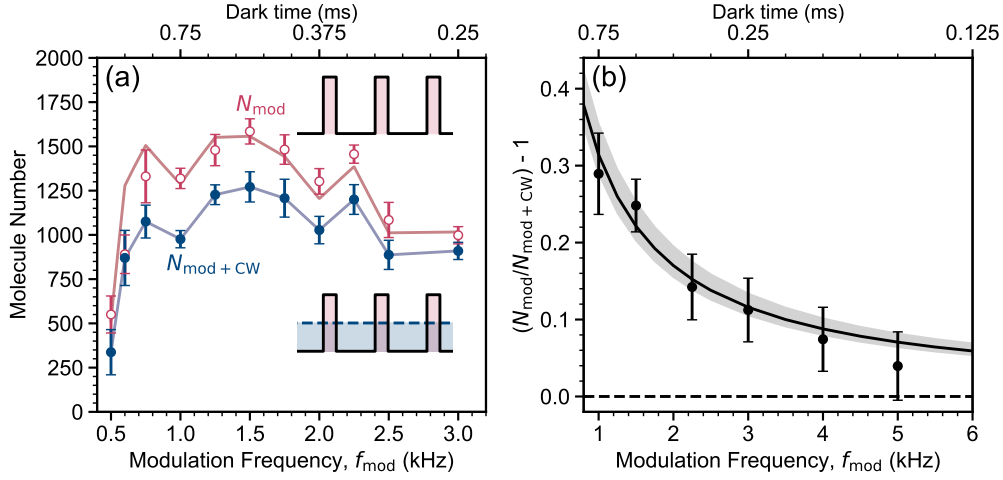 Dark time (ms)
0.75 0.375 0.25
(a)
Molecule Number
2000
1750
1500
1250
1000
750
500
250
0
N_mod
N_mod + CW
0.5 1.0 1.5 2.0 2.5 3.0
Modulation Frequency, f_mod (kHz)
Dark time (ms)
0.75 0.25 0.125
(b)
(N_mod/N_mod + CW) - 1
0.4
0.3
0.2
0.1
0.0
1 2 3 4 5 6
Modulation Frequency, f_mod (kHz)